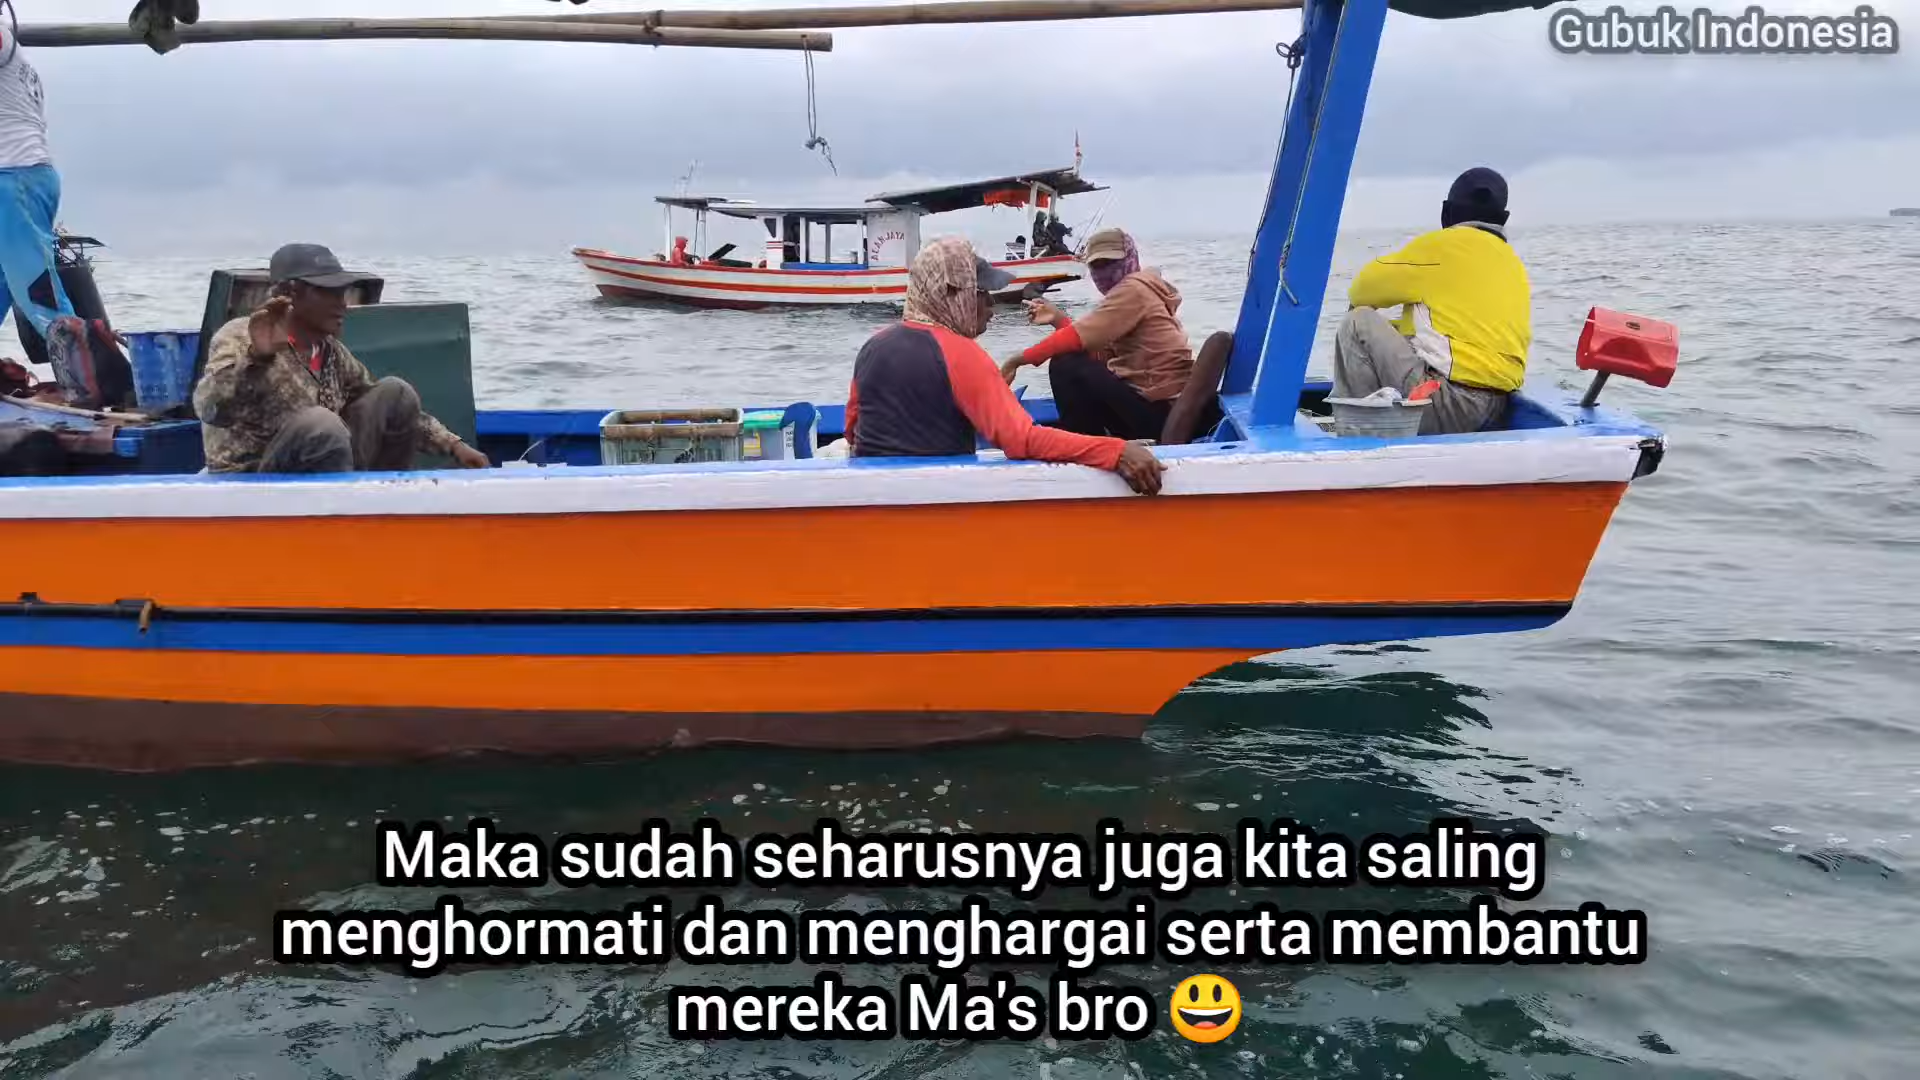 Gubuk Indonesia
Maka sudah seharusnya juga kita saling
menghormati dan menghargai serta membantu
mereka Ma's bro 😃